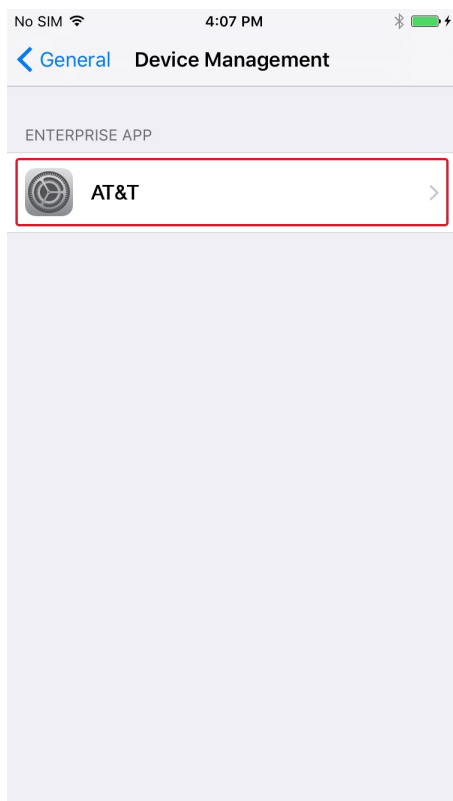 No SIM 4:07 PM
General Device Management
ENTERPRISE APP
AT&T